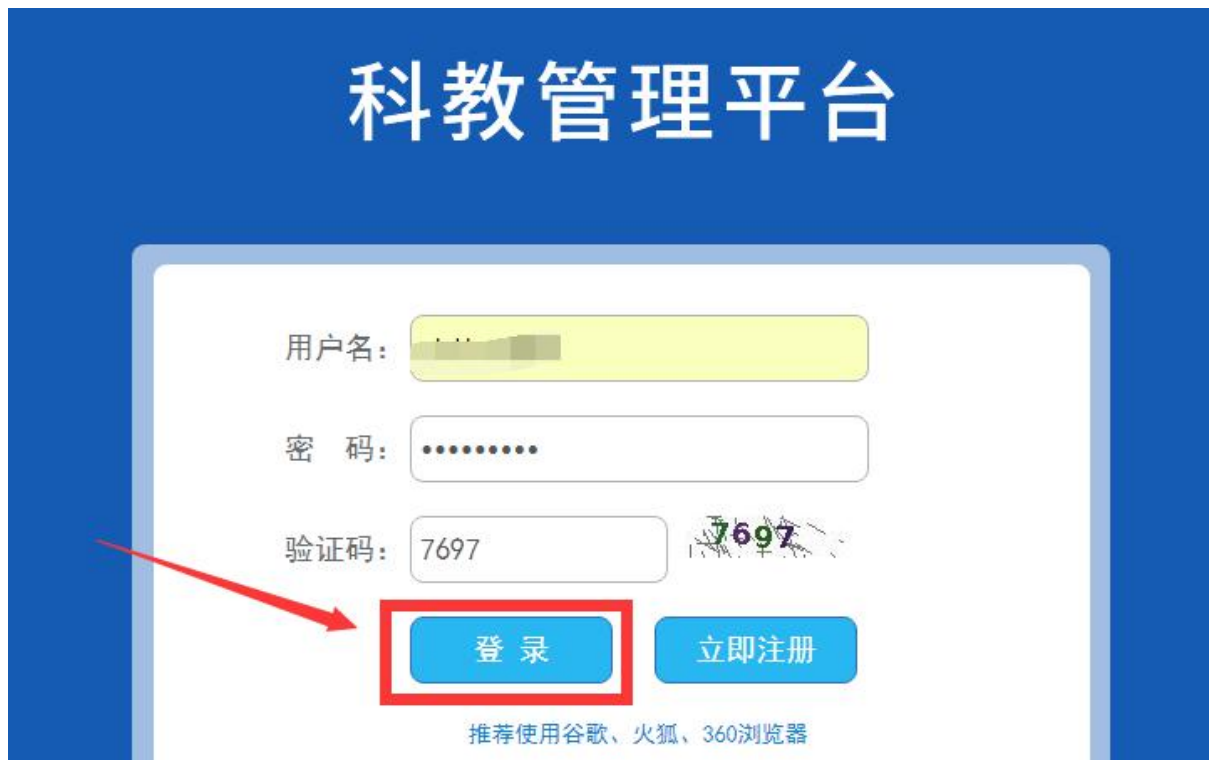 科教管理平台
用户名：
密 码： •••••••••
验证码： 7697 7697
登 录 立即注册
推荐使用谷歌、火狐、360浏览器